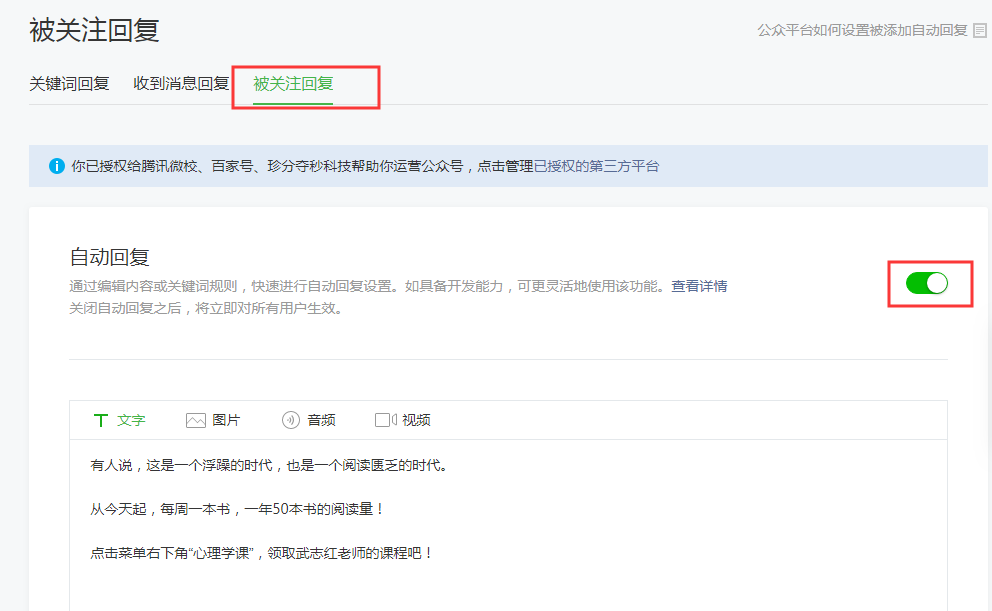 被关注回复
公众平台如何设置被添加自动回复
关键词回复 收到消息回复 被关注回复
你已授权给腾讯微校、百家号、珍分夺秒科技帮助你运营公众号，点击管理已授权的第三方平台
自动回复
通过编辑内容或关键词规则，快速进行自动回复设置。如具备开发能力，可更灵活地使用该功能。查看详情
关闭自动回复之后，将立即对所有用户生效。
文字 图片 音频 视频
有人说，这是一个浮躁的时代，也是一个阅读匮乏的时代。
从今天起，每周一本书，一年50本书的阅读量！
点击菜单右下角“心理学课”，领取武志红老师的课程吧！